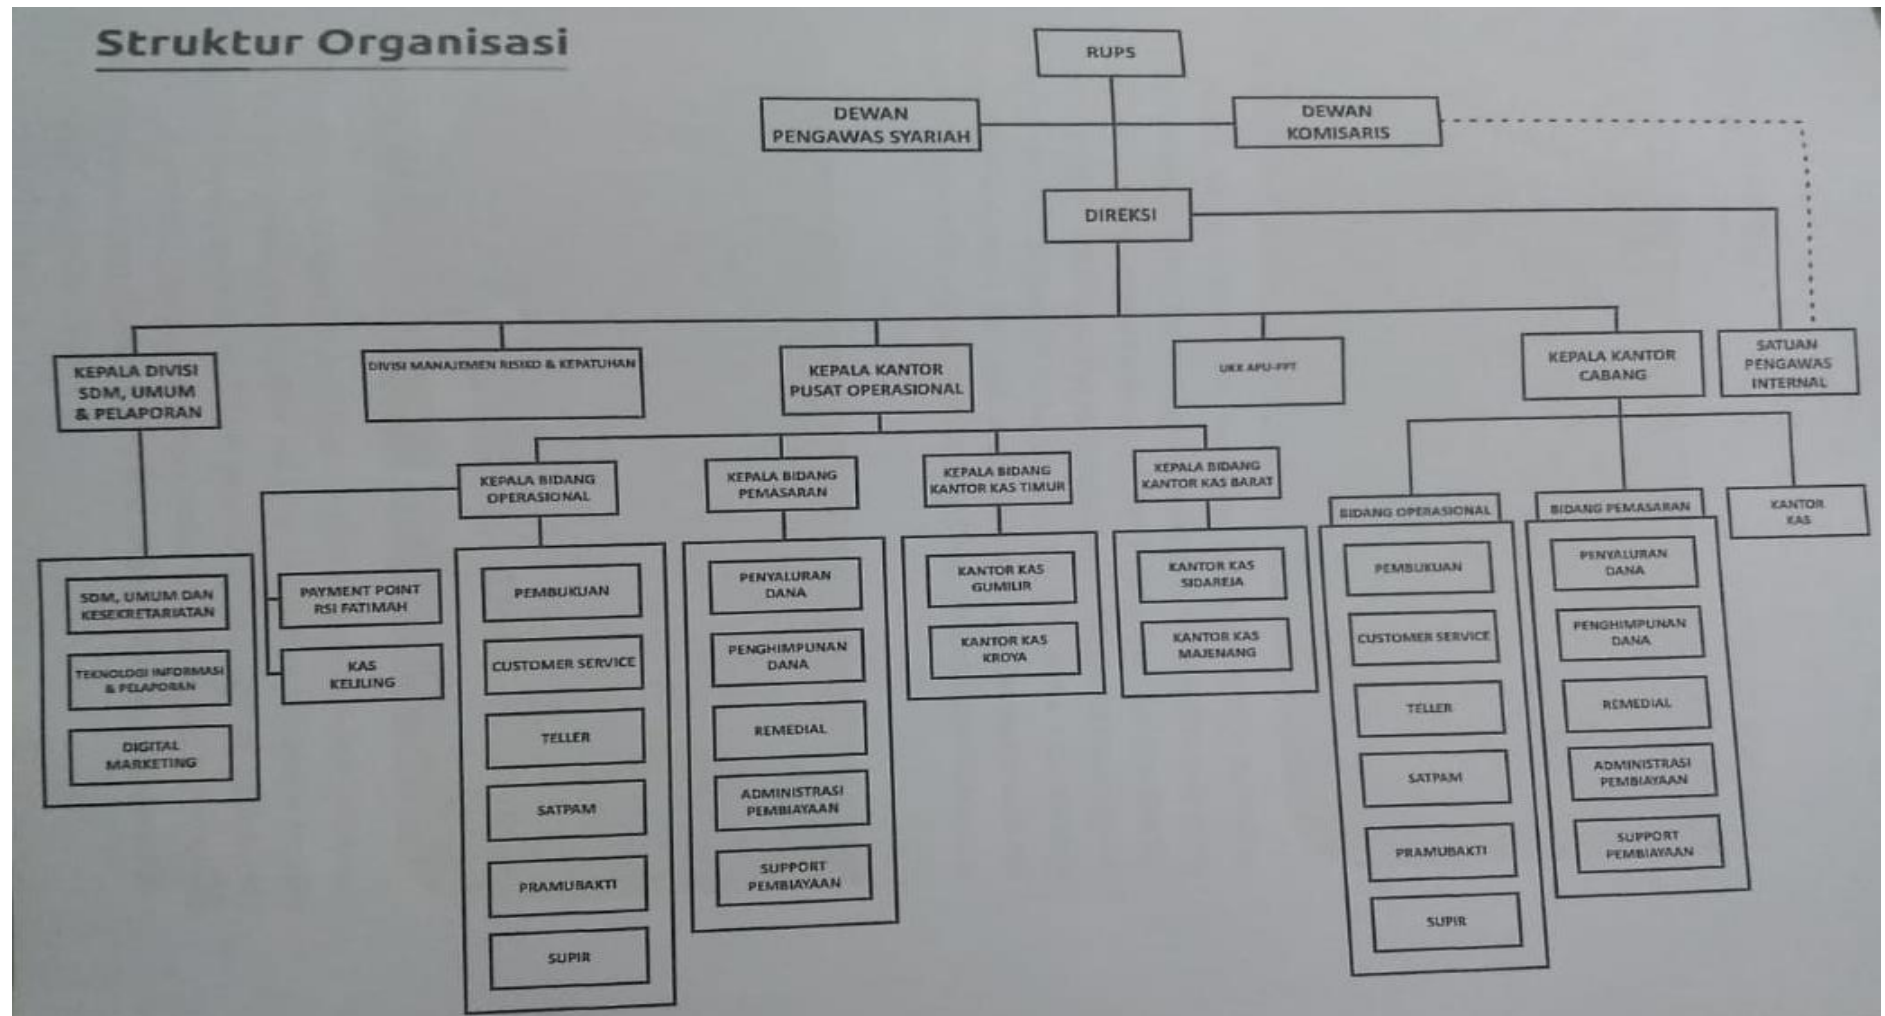 Struktur Organisasi
RUPS
DEWAN
PENGAWAS SYARIAH
DEWAN
KOMISARIS
DIREKSI
KEPALA DIVISI
SDM, UMUM
& PELAPORAN
DIVISI MANAJEMEN RISIKO & KEPATUHAN
KEPALA KANTOR
PUSAT OPERASIONAL
UKK APU-PPT
KEPALA KANTOR
CABANG
SATUAN
PENGAWAS
INTERNAL
KEPALA BIDANG
OPERASIONAL
KEPALA BIDANG
PEMASARAN
KEPALA BIDANG
KANTOR KAS TIMUR
KEPALA BIDANG
KANTOR KAS BARAT
BIDANG OPERASIONAL
BIDANG PEMASARAN
KANTOR
KAS
SDM, UMUM DAN
KESEKRETARIATAN
TEKNOLOGI INFORMASI
& PELAPORAN
DIGITAL
MARKETING
PAYMENT POINT
RSI FATIMAH
KAS
KELILING
PEMBUKUAN
CUSTOMER SERVICE
TELLER
SATPAM
PRAMUBAKTI
SUPIR
PENYALURAN
DANA
PENGHIMPUNAN
DANA
REMEDIAL
ADMINISTRASI
PEMBIAYAAN
SUPPORT
PEMBIAYAAN
KANTOR KAS
GUMILIR
KANTOR KAS
KROYA
KANTOR KAS
SIDAREJA
KANTOR KAS
MAJENANG
PEMBUKUAN
CUSTOMER SERVICE
TELLER
SATPAM
PRAMUBAKTI
SUPIR
PENYALURAN
DANA
PENGHIMPUNAN
DANA
REMEDIAL
ADMINISTRASI
PEMBIAYAAN
SUPPORT
PEMBIAYAAN